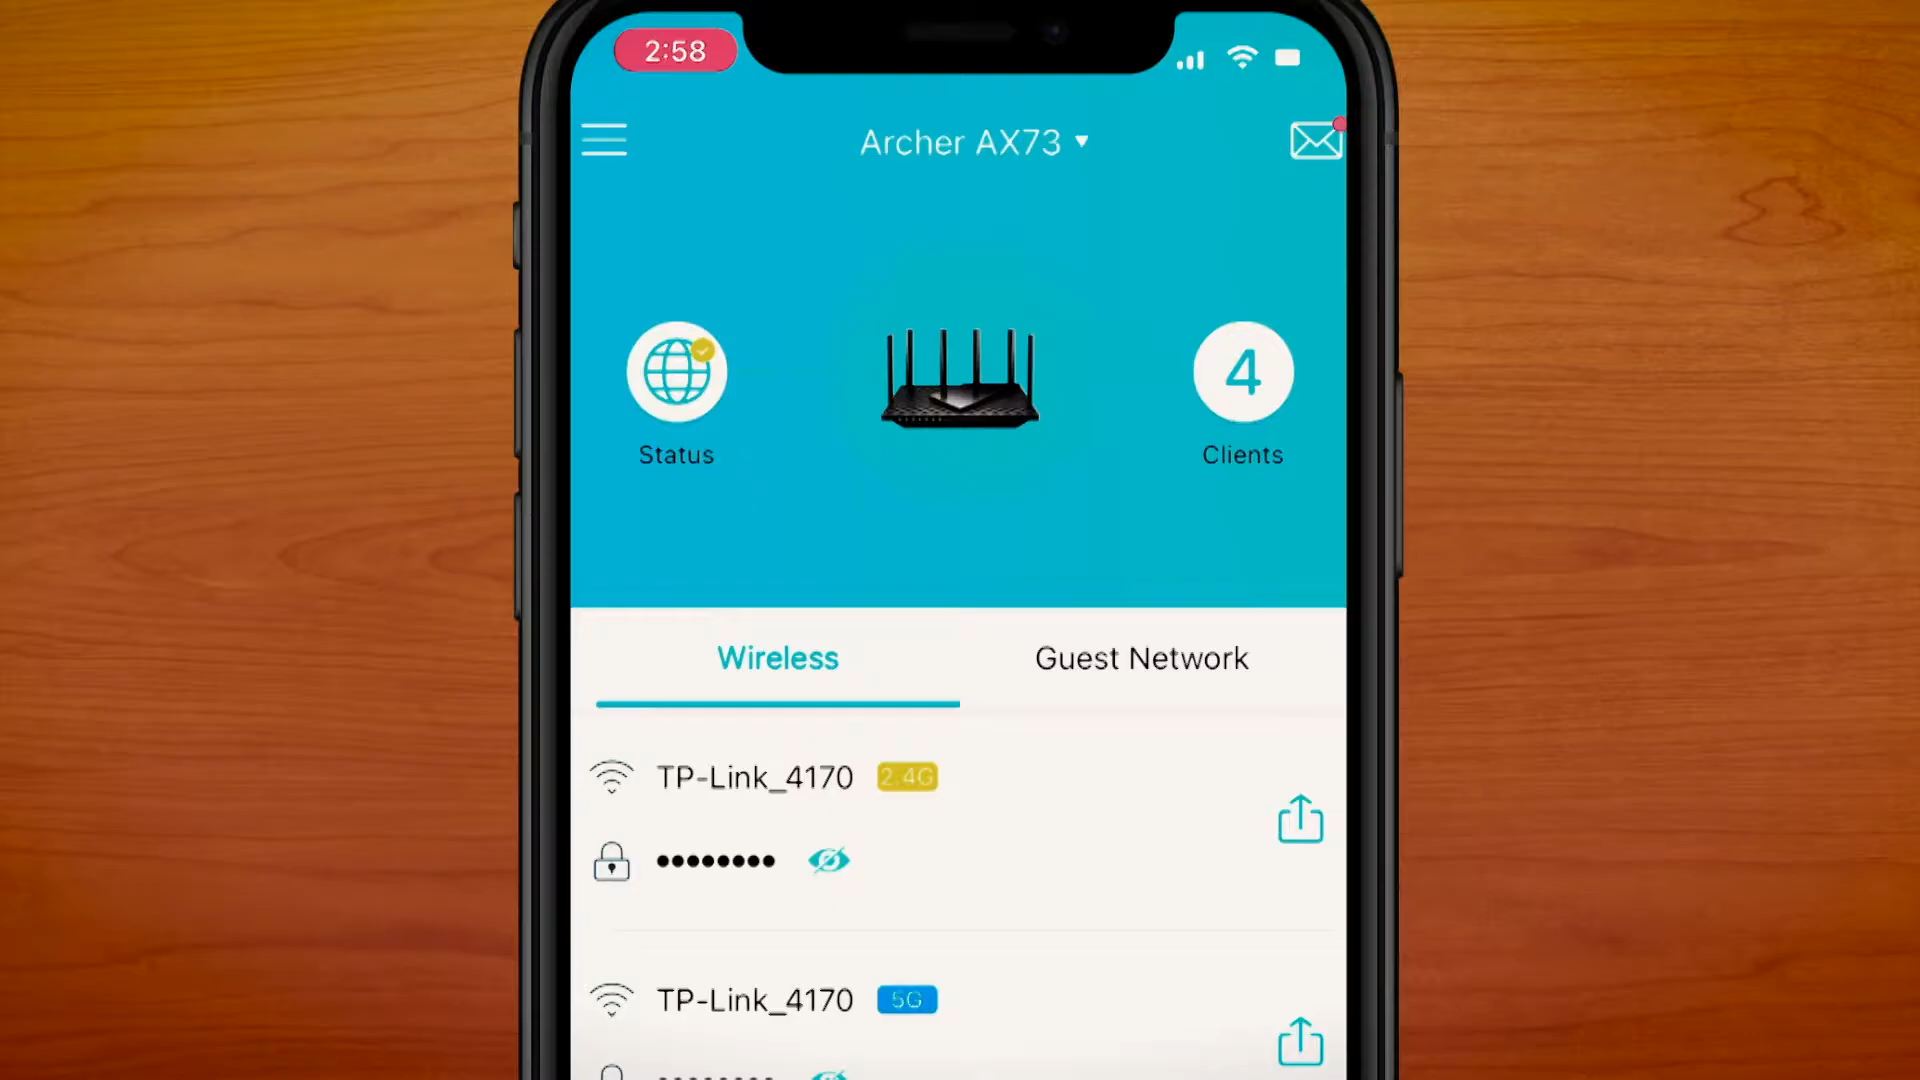 2:58
Archer AX73
4
Status
Clients
Wireless
Guest Network
TP-Link_4170 2.4G
TP-Link_4170 5G